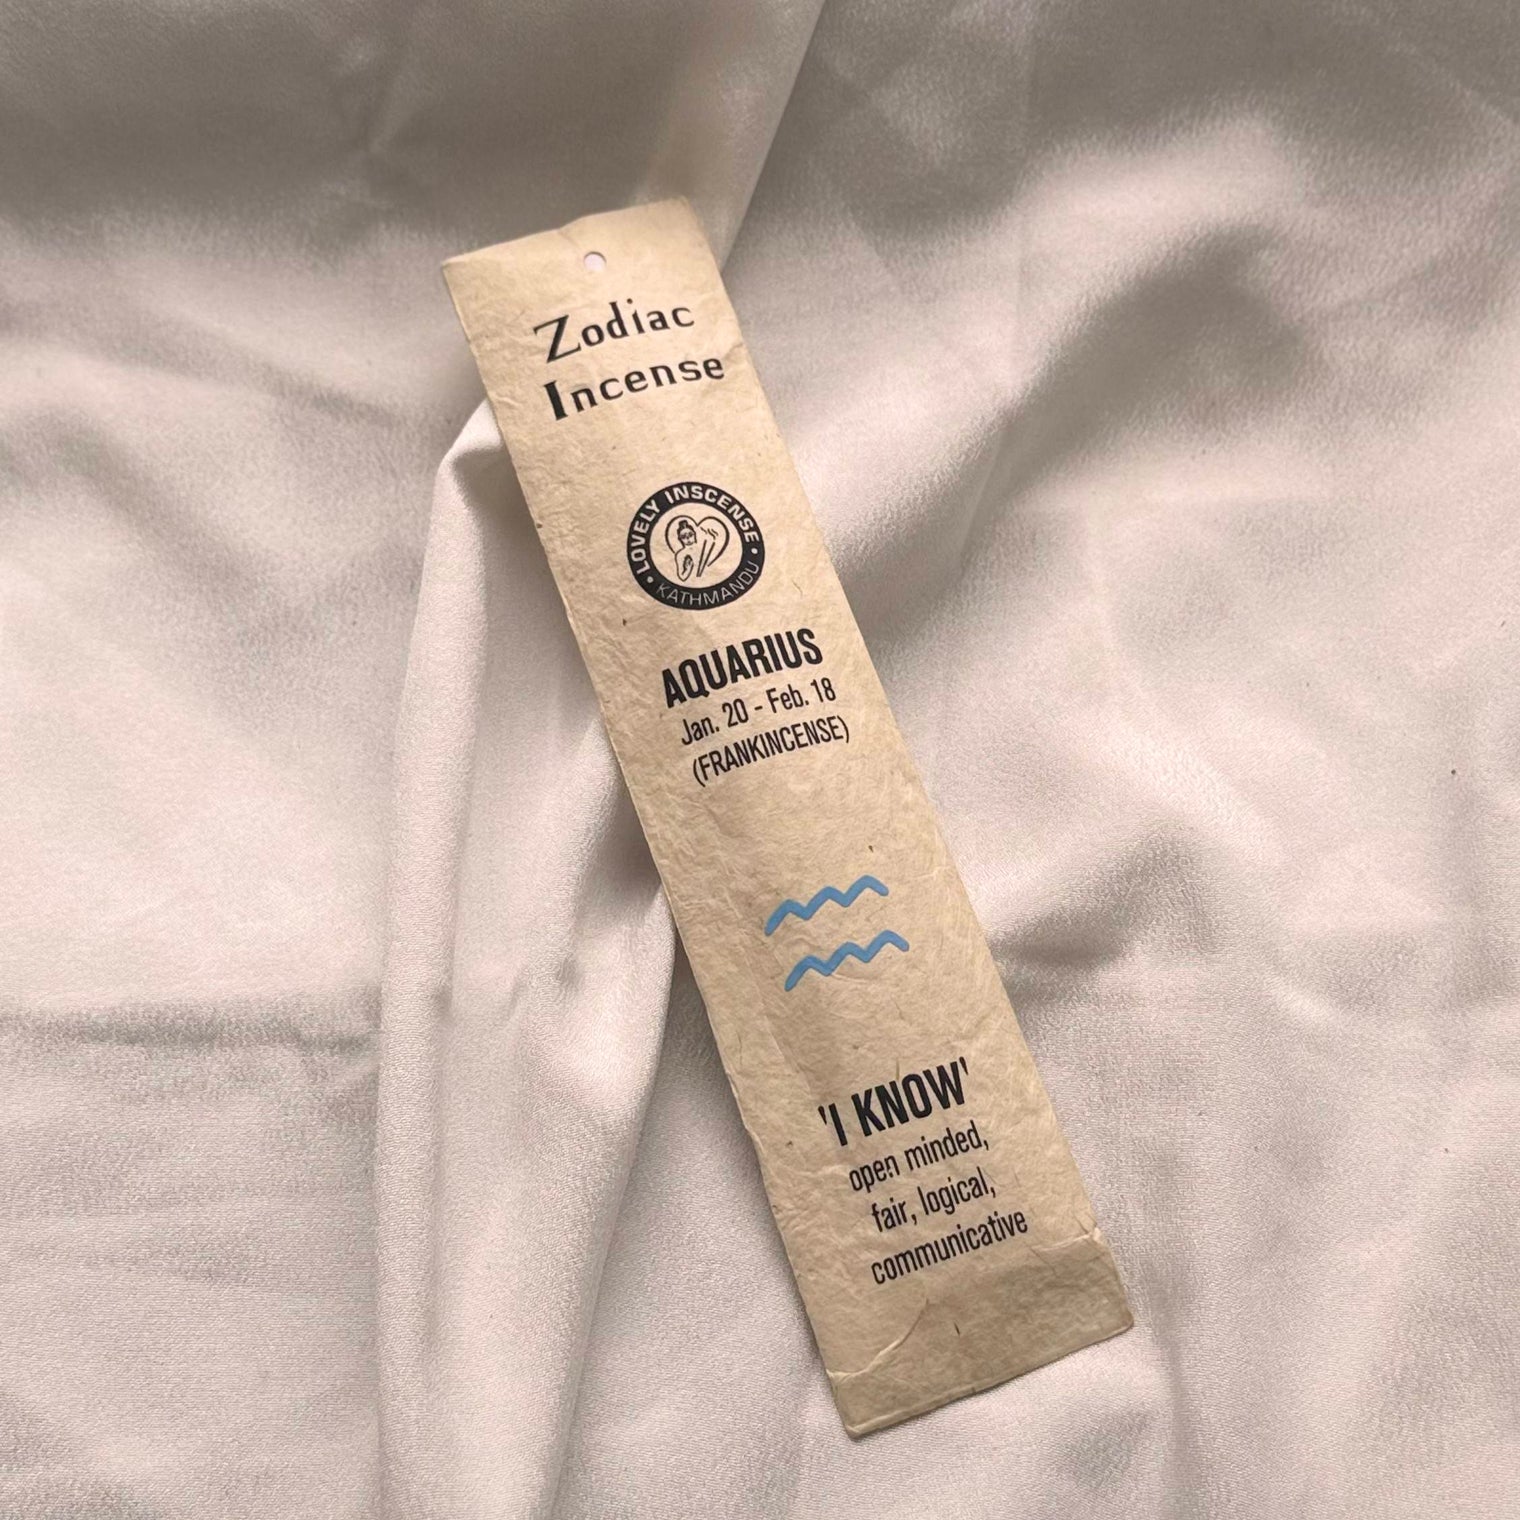 Zodiac
Incense
• LOVELY INSCENSE •
KATHMANDU
AQUARIUS
Jan. 20 - Feb. 18
(FRANKINCENSE)
'I KNOW'
open minded,
fair, logical,
communicative